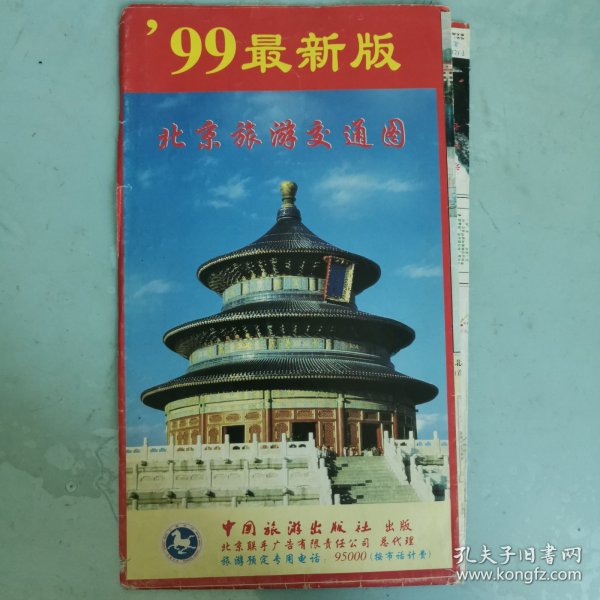 ’99最新版
北京旅游交通图
中国旅游出版社 出版
北京联手广告有限责任公司 总代理
旅游预定专用电话：95000（按市话计费）
孔夫子旧书网
www.kongfz.com